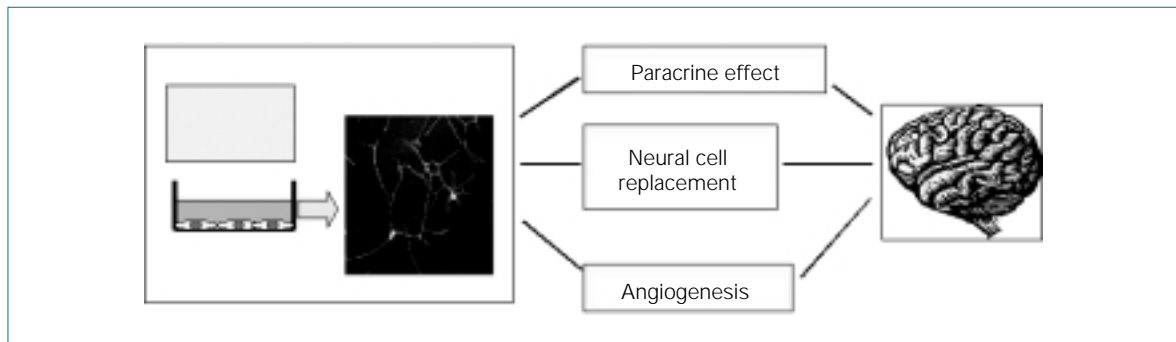 Paracrine effect
Neural cell
replacement
Angiogenesis